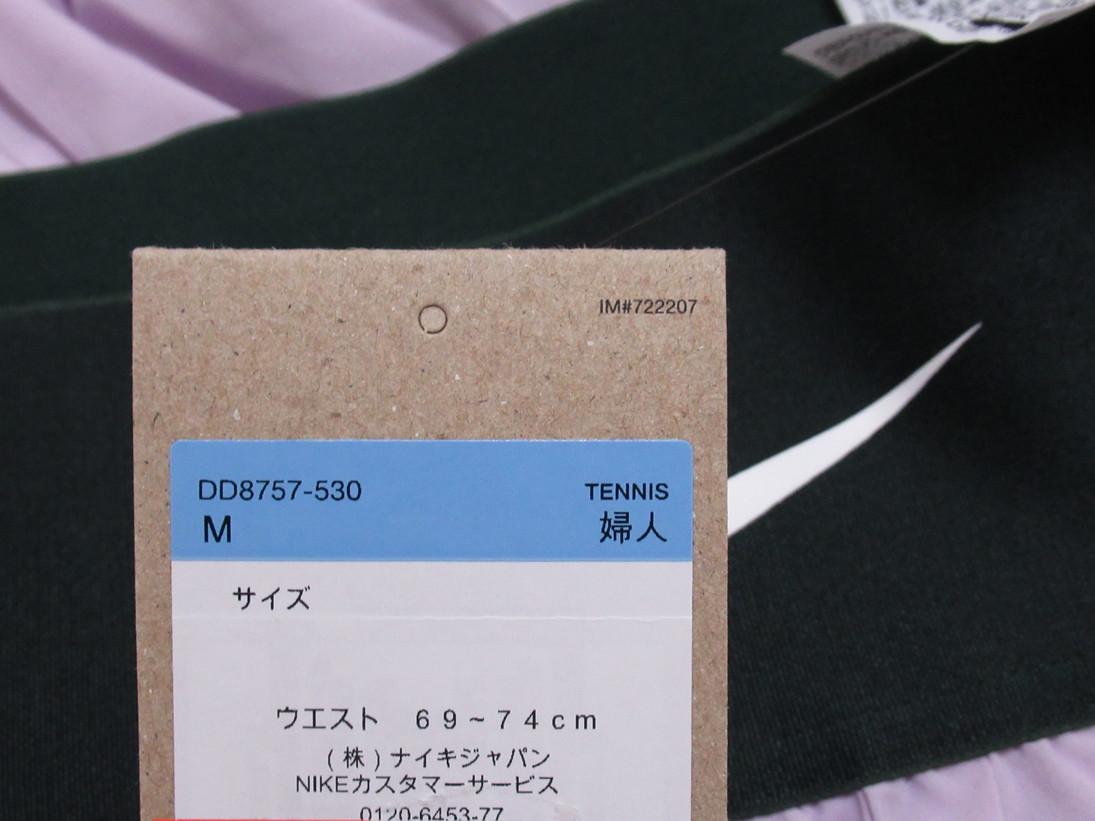 IM#722207
DD8757-530
TENNIS
M
婦人
サイズ
ウエスト　６９~７４ｃｍ
(株)ナイキジャパン
NIKEカスタマーサービス
0120-6453-77